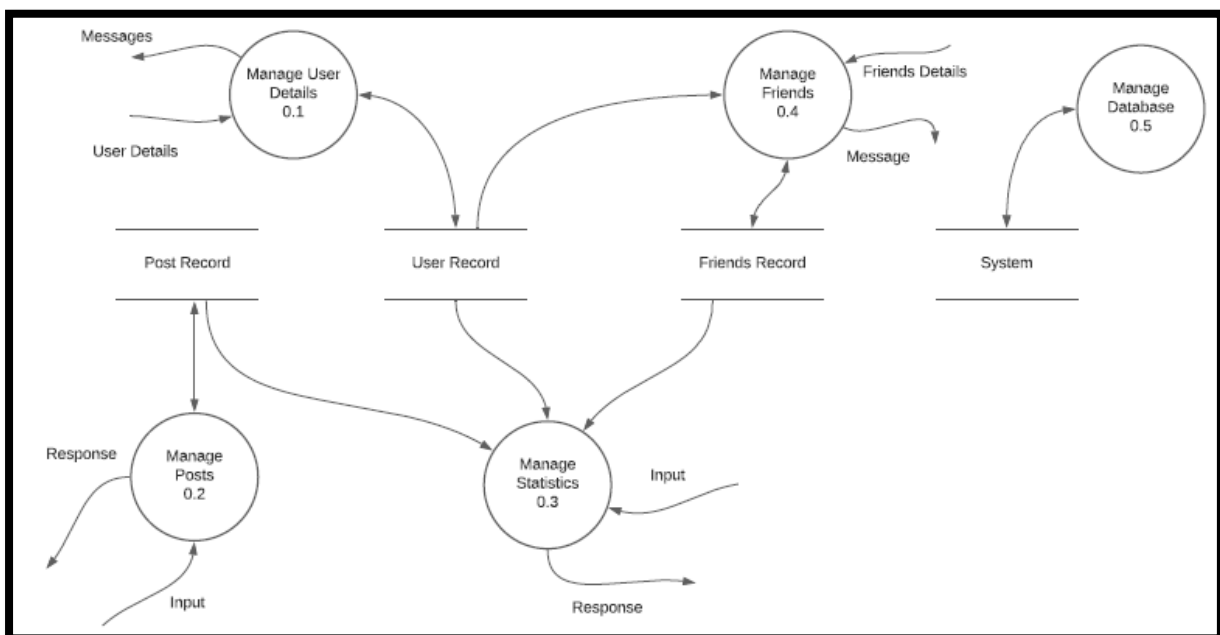 Messages
Manage User
Details
0.1
User Details
Manage
Friends
0.4
Friends Details
Message
Manage
Database
0.5
Post Record
User Record
Friends Record
System
Response
Manage
Posts
0.2
Input
Manage
Statistics
0.3
Input
Response